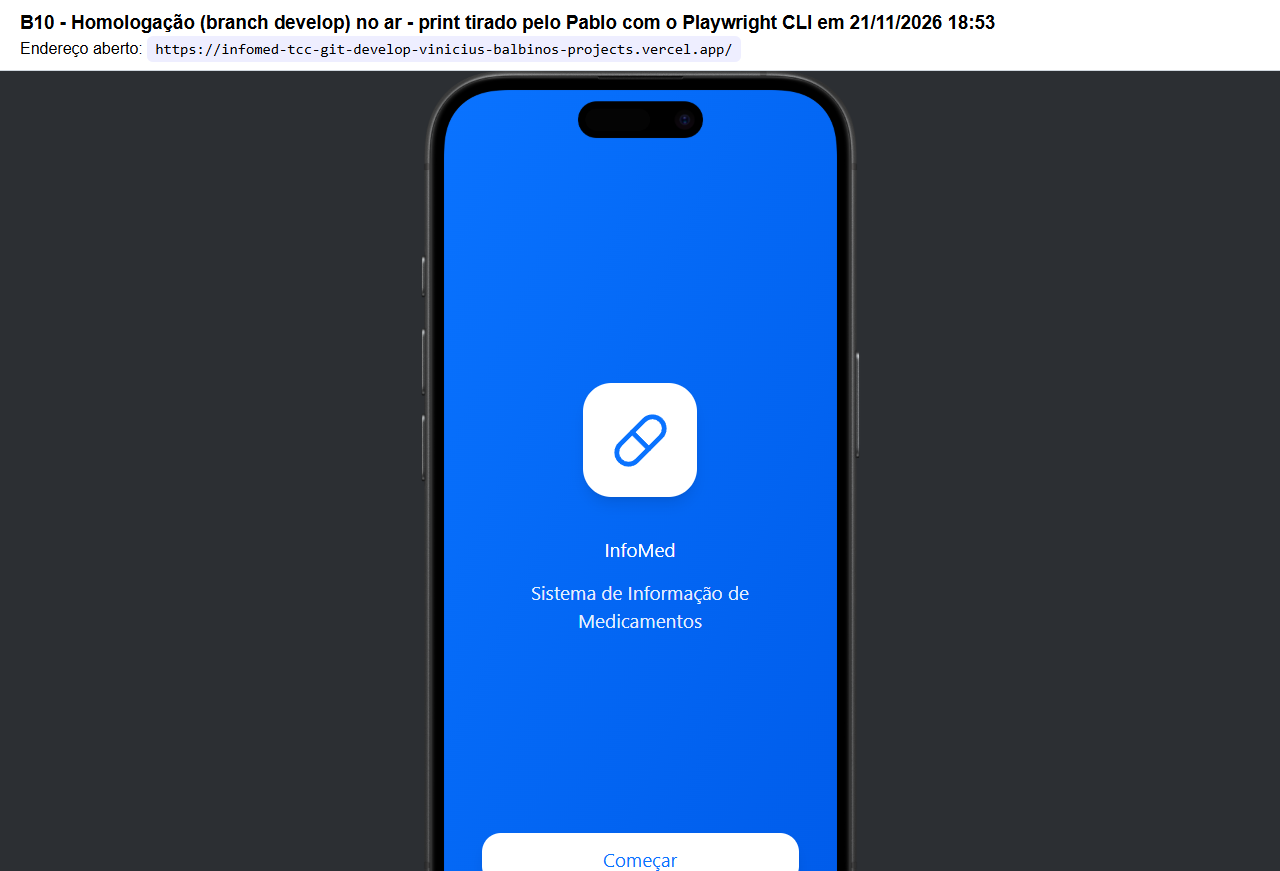 B10 - Homologação (branch develop) no ar - print tirado pelo Pablo com o Playwright CLI em 21/11/2026 18:53
Endereço aberto: https://infomed-tcc-git-develop-vinicius-balbinos-projects.vercel.app/
InfoMed
Sistema de Informação de
Medicamentos
Começar